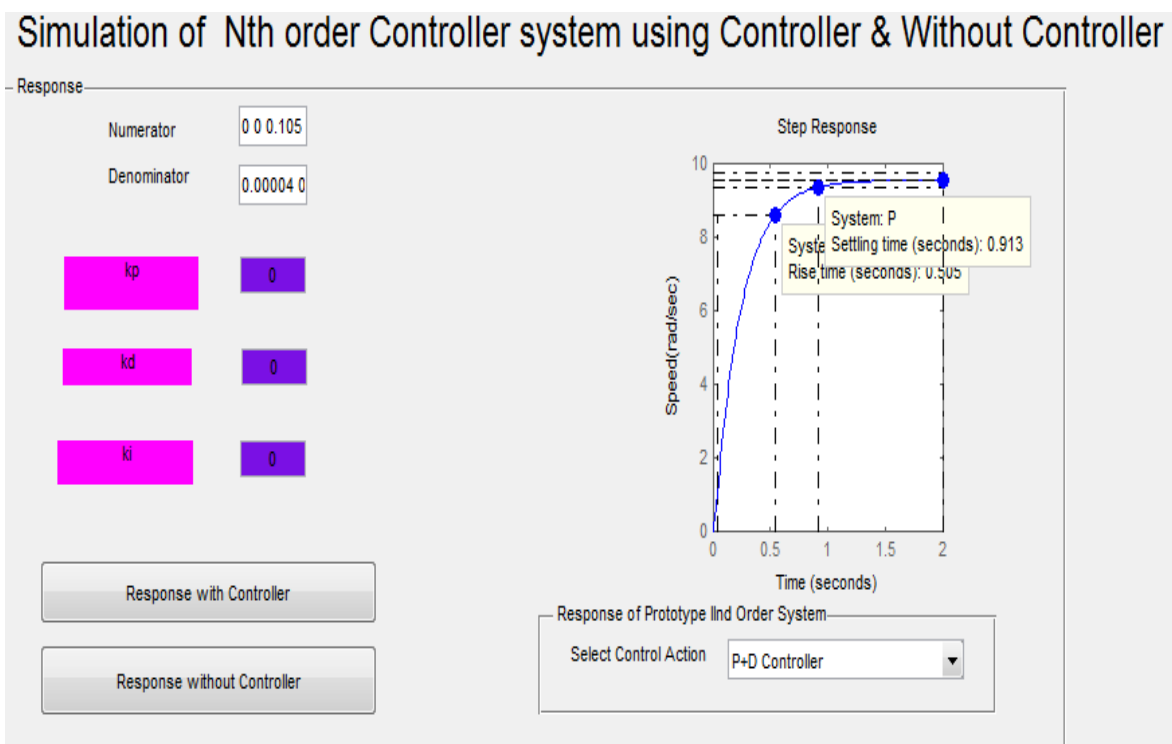 Simulation of Nth order Controller system using Controller & Without Controller
Response
Numerator
0 0 0.105
Denominator
0.00004 0
kp
0
kd
0
ki
0
Response with Controller
Response without Controller
Step Response
10
8
6
4
2
0
Speed(rad/sec)
0
0.5
1
1.5
2
Time (seconds)
System: P
Settling time (seconds): 0.913
Syste
Rise time (seconds): 0.505
Response of Prototype IInd Order System
Select Control Action
P+D Controller